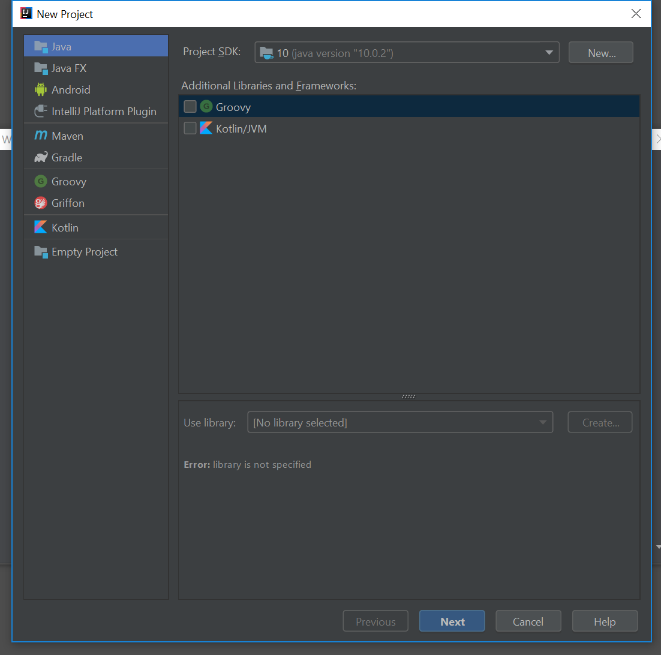 New Project
Java
Java FX
Android
IntelliJ Platform Plugin
Maven
Gradle
Groovy
Griffon
Kotlin
Empty Project
Project SDK: 10 (java version "10.0.2") New...
Additional Libraries and Frameworks:
Groovy
Kotlin/JVM
Use library: [No library selected] Create...
Error: library is not specified
Previous Next Cancel Help